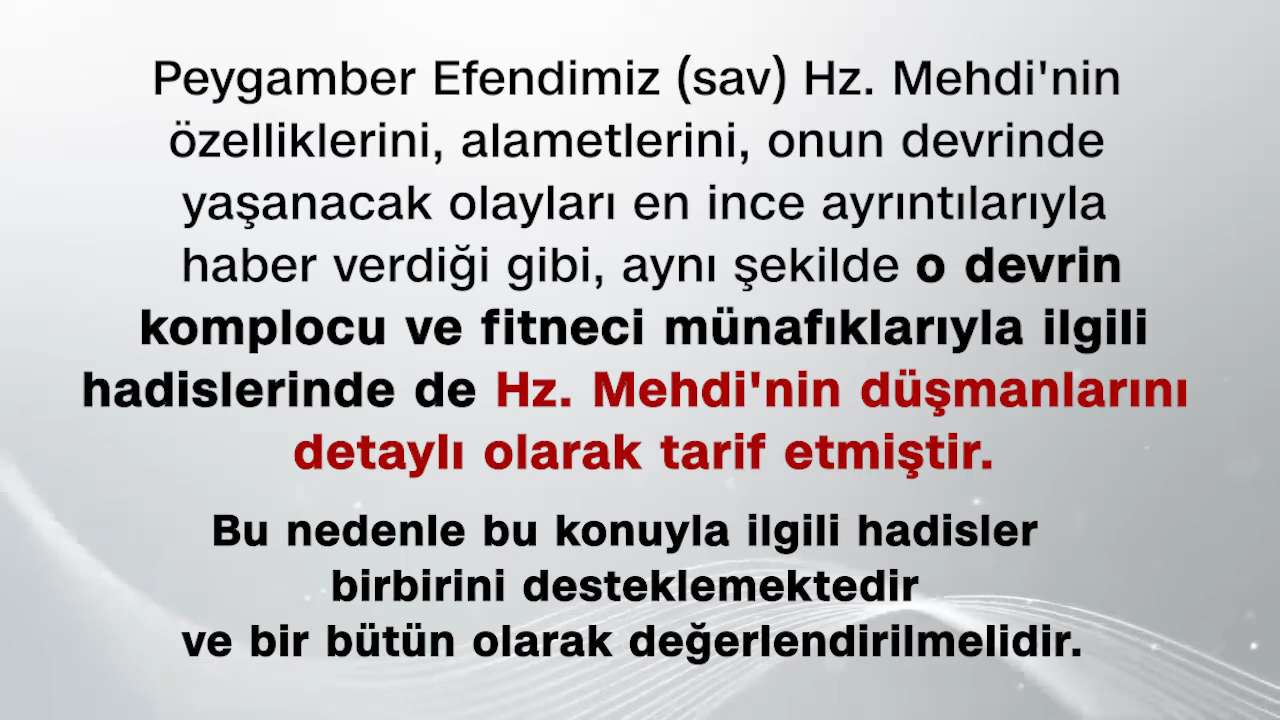 Peygamber Efendimiz (sav) Hz. Mehdi'nin
özelliklerini, alametlerini, onun devrinde
yaşanacak olayları en ince ayrıntılarıyla
haber verdiği gibi, aynı şekilde o devrin
komplocu ve fitneci münafıklarıyla ilgili
hadislerinde de Hz. Mehdi'nin düşmanlarını
detaylı olarak tarif etmiştir.
Bu nedenle bu konuyla ilgili hadisler
birbirini desteklemektedir
ve bir bütün olarak değerlendirilmelidir.